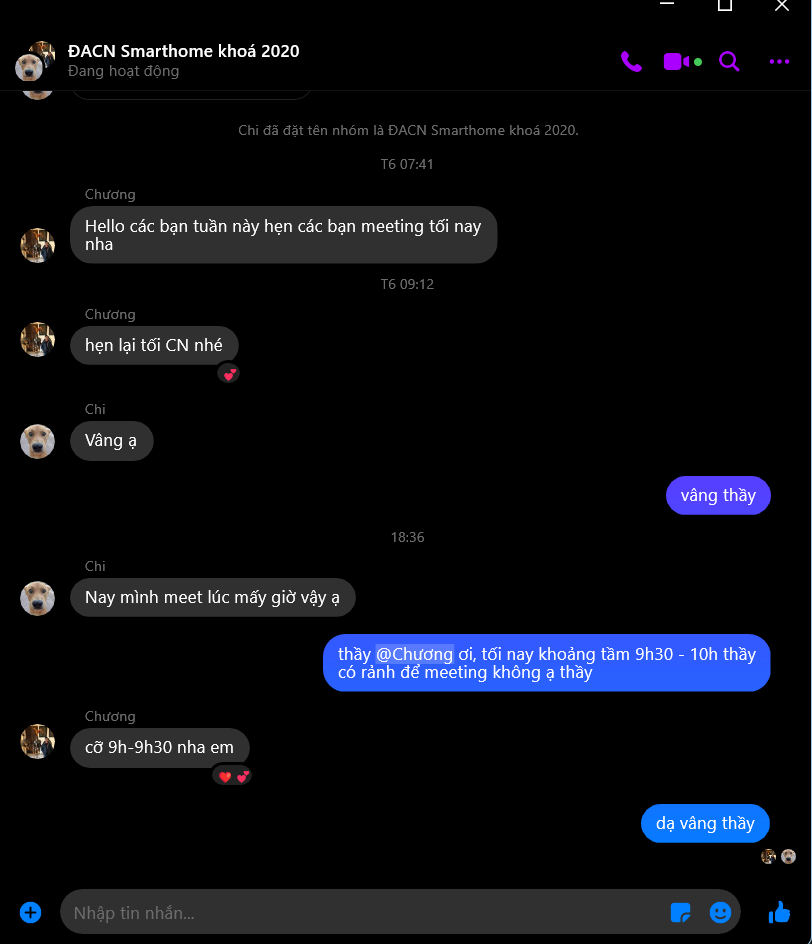 ĐACN Smarthome khoá 2020
Đang hoạt động
Chi đã đặt tên nhóm là ĐACN Smarthome khoá 2020.
T6 07:41
Chương
Hello các bạn tuần này hẹn các bạn meeting tối nay
nha
T6 09:12
Chương
hẹn lại tối CN nhé
Chi
Vâng ạ
vâng thầy
18:36
Chi
Nay mình meet lúc mấy giờ vậy ạ
thầy @Chương ơi, tối nay khoảng tầm 9h30 - 10h thầy
có rảnh để meeting không ạ thầy
Chương
cỡ 9h-9h30 nha em
dạ vâng thầy
Nhập tin nhắn...